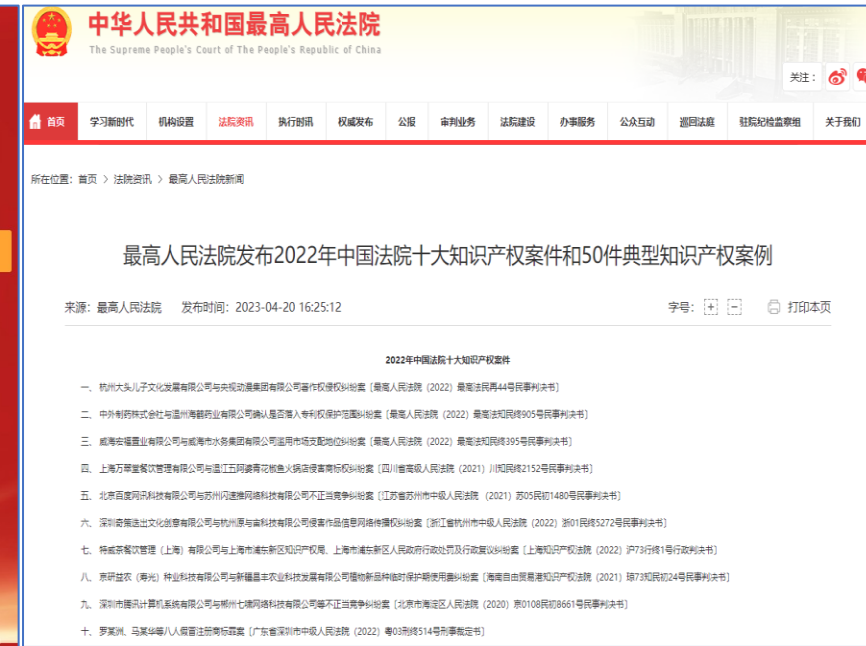 中华人民共和国最高人民法院
The Supreme People's Court of The People's Republic of China
关注：
首页 学习新时代 机构设置 法院资讯 执行时讯 权威发布 公报 审判业务 法院建设 办事服务 公众互动 巡回法庭 驻院纪检监察组 关于我们
所在位置：首页 > 法院资讯 > 最高人民法院新闻
最高人民法院发布2022年中国法院十大知识产权案件和50件典型知识产权案例
来源：最高人民法院 发布时间：2023-04-20 16:25:12 字号：+ - 打印本页
2022年中国法院十大知识产权案件
一、杭州大头儿子文化发展有限公司与央视动漫集团有限公司著作权侵权纠纷案〔最高人民法院（2022）最高法民再44号民事判决书〕
二、中外制药株式会社与温州海鹤药业有限公司确认是否落入专利权保护范围纠纷案〔最高人民法院（2022）最高法知民终905号民事判决书〕
三、威海宏福置业有限公司与威海市水务集团有限公司滥用市场支配地位纠纷案〔最高人民法院（2022）最高法知民终395号民事判决书〕
四、上海万翠堂餐饮管理有限公司与温江五阿婆青花椒鱼火锅店侵害商标权纠纷案〔四川省高级人民法院（2021）川知民终2152号民事判决书〕
五、北京百度网讯科技有限公司与苏州闪速推网络科技有限公司不正当竞争纠纷案〔江苏省苏州市中级人民法院（2021）苏05民初1480号民事判决书〕
六、深圳奇策迭出文化创意有限公司与杭州原与宙科技有限公司侵害作品信息网络传播权纠纷案〔浙江省杭州市中级人民法院（2022）浙01民终5272号民事判决书〕
七、特威茶餐饮管理（上海）有限公司与上海市浦东新区知识产权局、上海市浦东新区人民政府行政处罚及行政复议纠纷案〔上海知识产权法院（2022）沪73行终1号行政判决书〕
八、京研益农（寿光）种业科技有限公司与新疆昌丰农业科技发展有限公司植物新品种临时保护期使用费纠纷案〔海南自由贸易港知识产权法院（2021）琼73知民初24号民事判决书〕
九、深圳市腾讯计算机系统有限公司与郴州七啸网络科技有限公司等不正当竞争纠纷案〔北京市海淀区人民法院（2020）京0108民初8661号民事判决书〕
十、罗某洲、马某华等八人假冒注册商标罪案〔广东省深圳市中级人民法院（2022）粤03刑终514号刑事裁定书〕